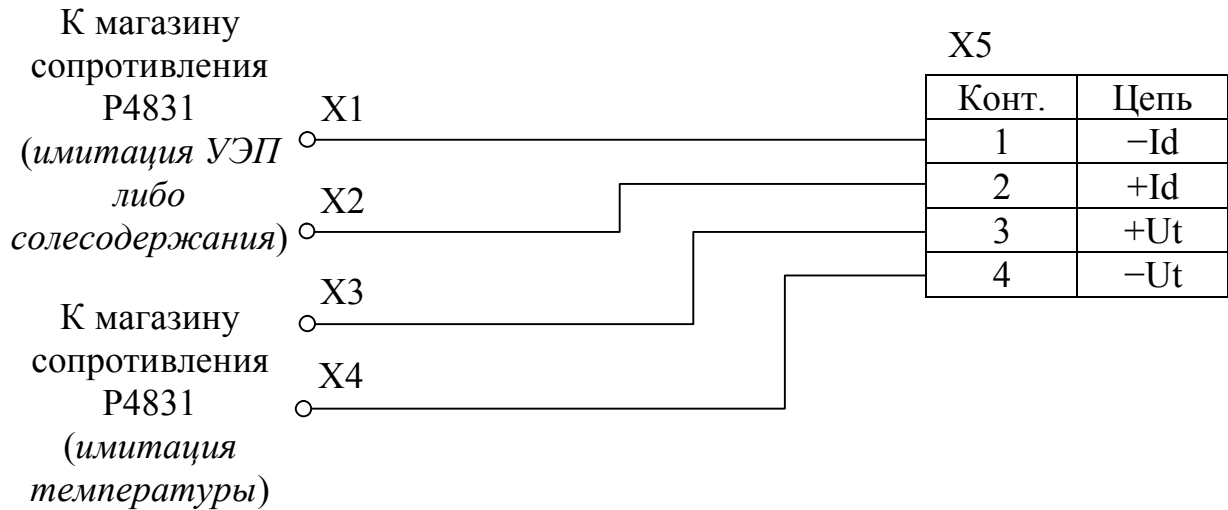 К магазину
сопротивления
Р4831
(имитация УЭП
либо
солесодержания)
X1
X2
К магазину
сопротивления
Р4831
(имитация
температуры)
X3
X4
X5
Конт. Цепь
1 −Id
2 +Id
3 +Ut
4 −Ut